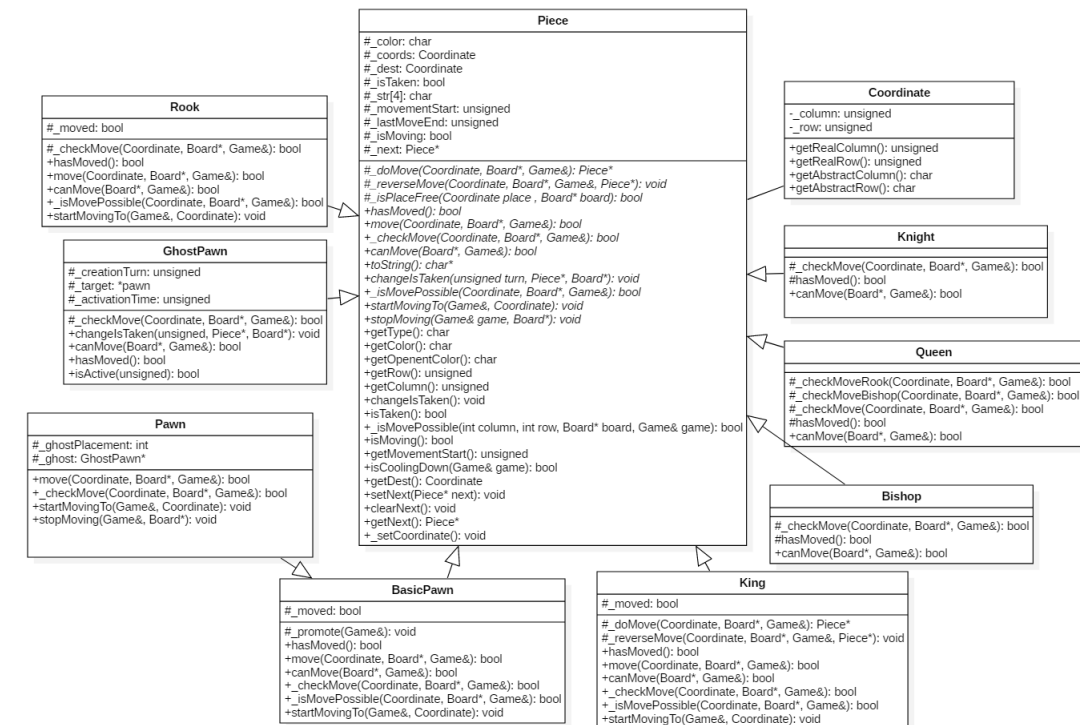 Piece
#_color: char
#_coords: Coordinate
#_dest: Coordinate
#_isTaken: bool
#_str[4]: char
#_movementStart: unsigned
#_lastMoveEnd: unsigned
#_isMoving: bool
#_next: Piece*
#_doMove(Coordinate, Board*, Game&): Piece*
#_reverseMove(Coordinate, Board*, Game&, Piece*): void
#_isPlaceFree(Coordinate place , Board* board): bool
+hasMoved(): bool
+move(Coordinate, Board*, Game&): bool
+_checkMove(Coordinate, Board*, Game&): bool
+canMove(Board*, Game&): bool
+toString(): char*
+changeIsTaken(unsigned turn, Piece*, Board*): void
+_isMovePossible(Coordinate, Board*, Game&): bool
+startMovingTo(Game&, Coordinate): void
+stopMoving(Game& game, Board*): void
+getType(): char
+getColor(): char
+getOpenentColor(): char
+getRow(): unsigned
+getColumn(): unsigned
+changeIsTaken(): void
+isTaken(): bool
+_isMovePossible(int column, int row, Board* board, Game& game): bool
+isMoving(): bool
+getMovementStart(): unsigned
+isCoolingDown(Game& game): bool
+getDest(): Coordinate
+setNext(Piece* next): void
+clearNext(): void
+getNext(): Piece*
+_setCoordinate(): void
Rook
#_moved: bool
#_checkMove(Coordinate, Board*, Game&): bool
+hasMoved(): bool
+move(Coordinate, Board*, Game&): bool
+canMove(Board*, Game&): bool
+_isMovePossible(Coordinate, Board*, Game&): bool
+startMovingTo(Game&, Coordinate): void
GhostPawn
#_creationTurn: unsigned
#_target: *pawn
#_activationTime: unsigned
#_checkMove(Coordinate, Board*, Game&): bool
+changeIsTaken(unsigned, Piece*, Board*): void
+canMove(Board*, Game&): bool
+hasMoved(): bool
+isActive(unsigned): bool
Pawn
#_ghostPlacement: int
#_ghost: GhostPawn*
+move(Coordinate, Board*, Game&): bool
+_checkMove(Coordinate, Board*, Game&): bool
+startMovingTo(Game&, Coordinate): void
+stopMoving(Game&, Board*): void
BasicPawn
#_moved: bool
#_promote(Game&): void
+hasMoved(): bool
+move(Coordinate, Board*, Game&): bool
+canMove(Board*, Game&): bool
+_checkMove(Coordinate, Board*, Game&): bool
+_isMovePossible(Coordinate, Board*, Game&): bool
+startMovingTo(Game&, Coordinate): void
Coordinate
-_column: unsigned
-_row: unsigned
+getRealColumn(): unsigned
+getRealRow(): unsigned
+getAbstractColumn(): char
+getAbstractRow(): char
Knight
#_checkMove(Coordinate, Board*, Game&): bool
#hasMoved(): bool
+canMove(Board*, Game&): bool
Queen
#_checkMoveRook(Coordinate, Board*, Game&): bool
#_checkMoveBishop(Coordinate, Board*, Game&): bool
#_checkMove(Coordinate, Board*, Game&): bool
#hasMoved(): bool
+canMove(Board*, Game&): bool
Bishop
#_checkMove(Coordinate, Board*, Game&): bool
#hasMoved(): bool
+canMove(Board*, Game&): bool
King
#_moved: bool
#_doMove(Coordinate, Board*, Game&): Piece*
#_reverseMove(Coordinate, Board*, Game&, Piece*): void
+hasMoved(): bool
+move(Coordinate, Board*, Game&): bool
+canMove(Board*, Game&): bool
+_checkMove(Coordinate, Board*, Game&): bool
+_isMovePossible(Coordinate, Board*, Game&): bool
+startMovingTo(Game&, Coordinate): void